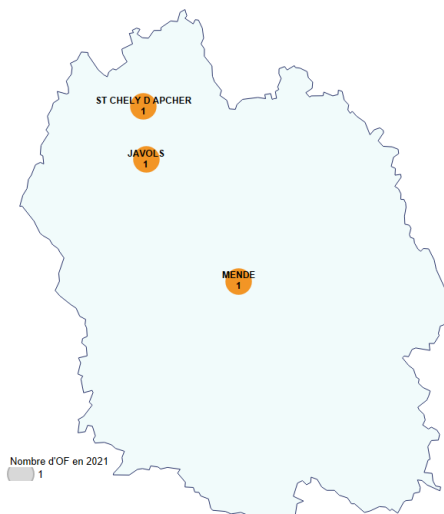 ST CHELY D APCHER
1
JAVOLS
1
MENDE
1
Nombre d'OF en 2021
1